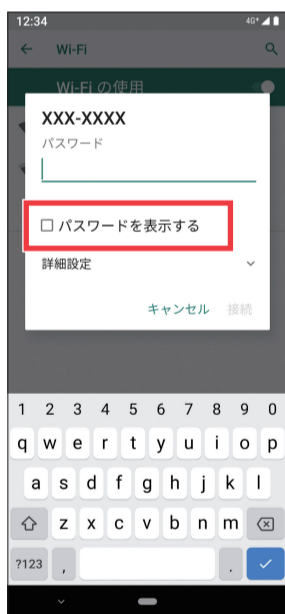 12:34
4G+
Wi-Fi
Wi-Fi の使用
XXX-XXXX
パスワード
パスワードを表示する
詳細設定
キャンセル 接続
1 2 3 4 5 6 7 8 9 0
q w e r t y u i o p
a s d f g h j k l
z x c v b n m
?123 , .